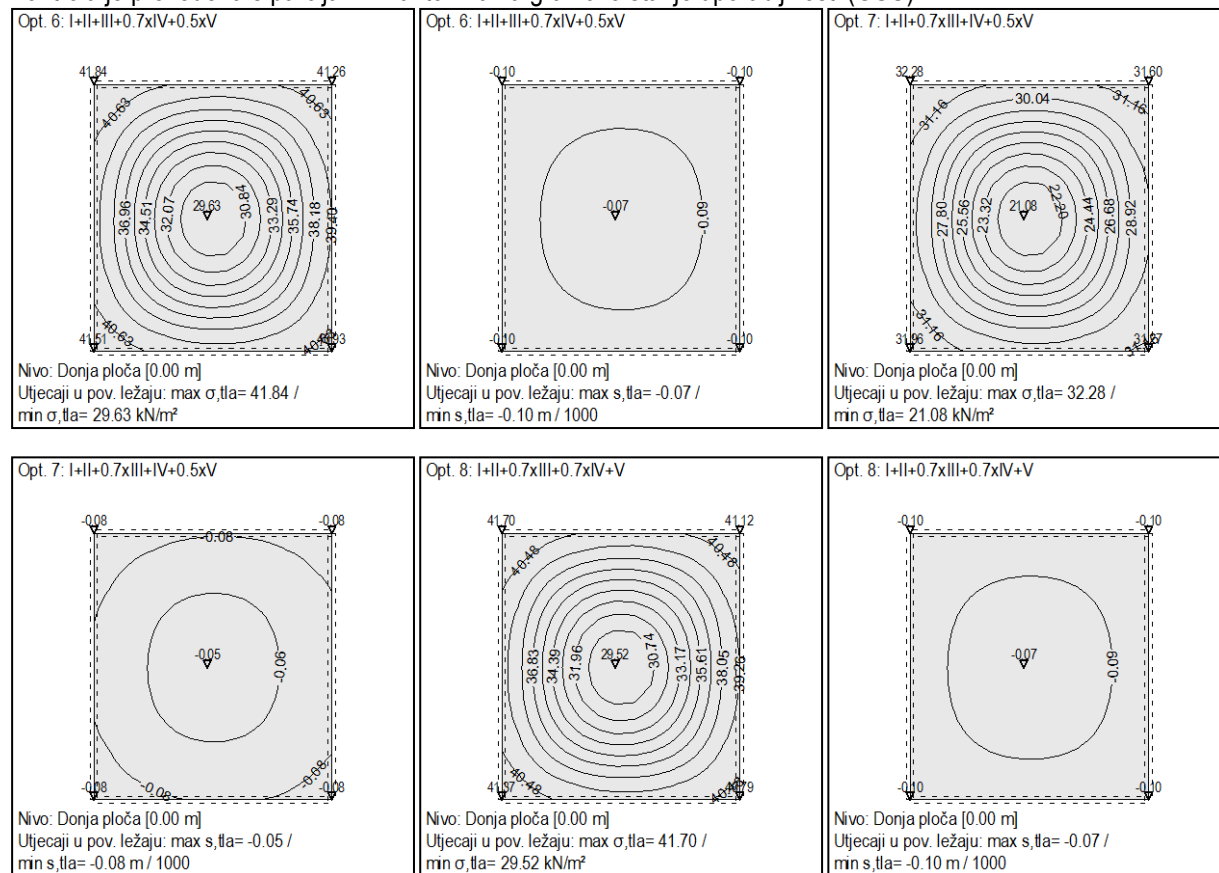 Opt. 6: I+II+III+0.7xIV+0.5xV
41.84
41.26
40.63
40.63
36.96
34.51
32.07
29.63
30.84
33.29
35.74
38.18
39.40
40.63
41.51
Nivo: Donja ploča [0.00 m]
Utjecaji u pov. ležaju: max σ,tla= 41.84 /
min σ,tla= 29.63 kN/m²
Opt. 6: I+II+III+0.7xIV+0.5xV
-0.10
-0.10
-0.07
-0.09
-0.10
-0.10
Nivo: Donja ploča [0.00 m]
Utjecaji u pov. ležaju: max s,tla= -0.07 /
min s,tla= -0.10 m / 1000
Opt. 7: I+II+0.7xIII+IV+0.5xV
32.28
31.60
31.16
30.04
31.16
27.80
25.56
23.32
21.08
22.20
24.44
26.68
28.92
31.16
31.96
Nivo: Donja ploča [0.00 m]
Utjecaji u pov. ležaju: max σ,tla= 32.28 /
min σ,tla= 21.08 kN/m²
Opt. 7: I+II+0.7xIII+IV+0.5xV
-0.08
-0.08
-0.08
-0.05
-0.06
-0.08
-0.08
-0.08
-0.08
Nivo: Donja ploča [0.00 m]
Utjecaji u pov. ležaju: max s,tla= -0.05 /
min s,tla= -0.08 m / 1000
Opt. 8: I+II+0.7xIII+0.7xIV+V
41.70
41.12
40.48
40.48
36.83
34.39
31.96
29.52
30.74
33.17
35.61
38.05
39.26
40.48
41.37
Nivo: Donja ploča [0.00 m]
Utjecaji u pov. ležaju: max σ,tla= 41.70 /
min σ,tla= 29.52 kN/m²
Opt. 8: I+II+0.7xIII+0.7xIV+V
-0.10
-0.10
-0.07
-0.09
-0.10
-0.10
Nivo: Donja ploča [0.00 m]
Utjecaji u pov. ležaju: max s,tla= -0.07 /
min s,tla= -0.10 m / 1000